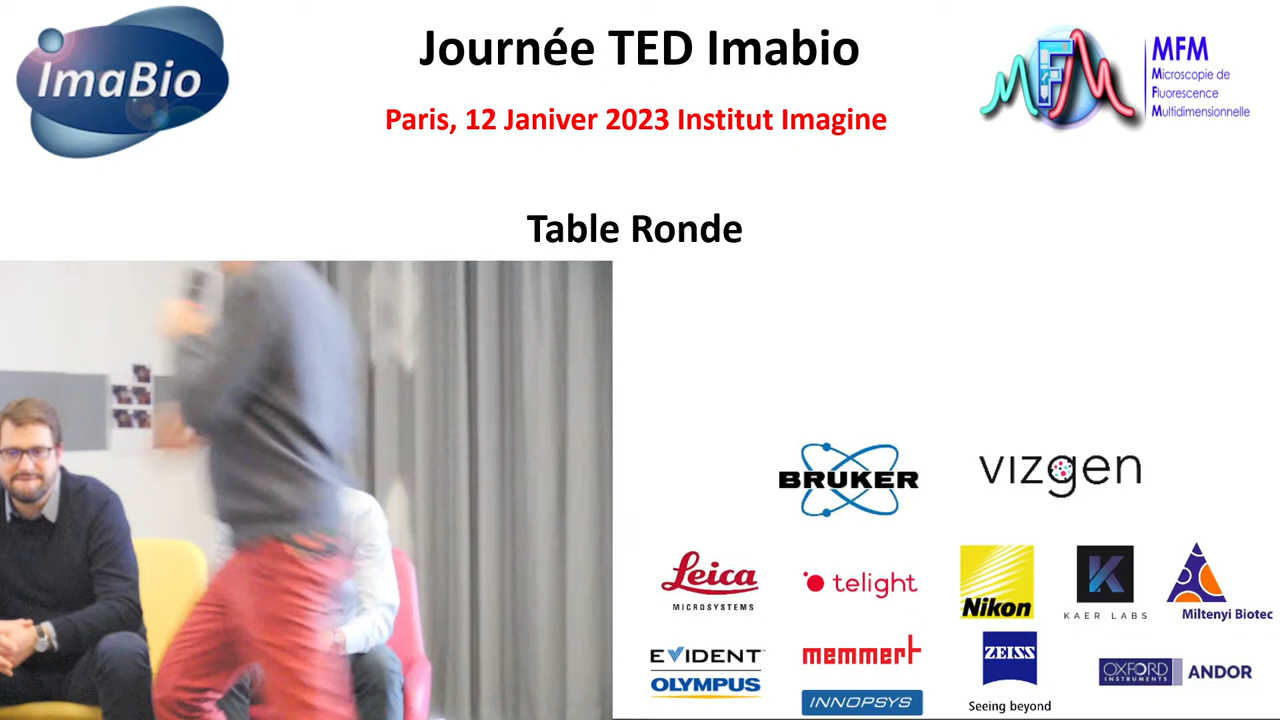 ImaBio
Journée TED Imabio
Paris, 12 Janiver 2023 Institut Imagine
MFM
MFM
Microscopie de
Fluorescence
Multidimensionnelle
Table Ronde
BRUKER
vizgen
Leica
MICROSYSTEMS
telight
Nikon
K
KAER LABS
Miltenyi Biotec
EVIDENT
OLYMPUS
memmert
INNOPSYS
ZEISS
Seeing beyond
OXFORD
INSTRUMENTS
ANDOR